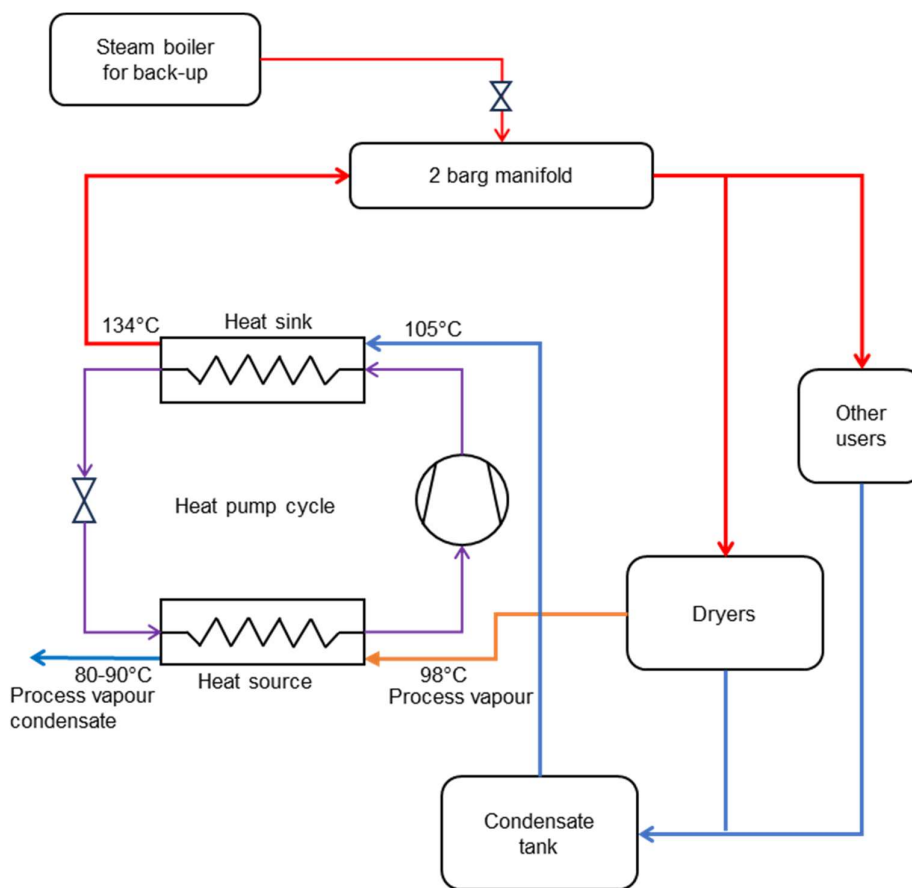 Steam boiler
for back-up
2 barg manifold
134°C
Heat sink
105°C
Other
users
Heat pump cycle
Dryers
80-90°C
Process vapour
condensate
Heat source
98°C
Process vapour
Condensate
tank